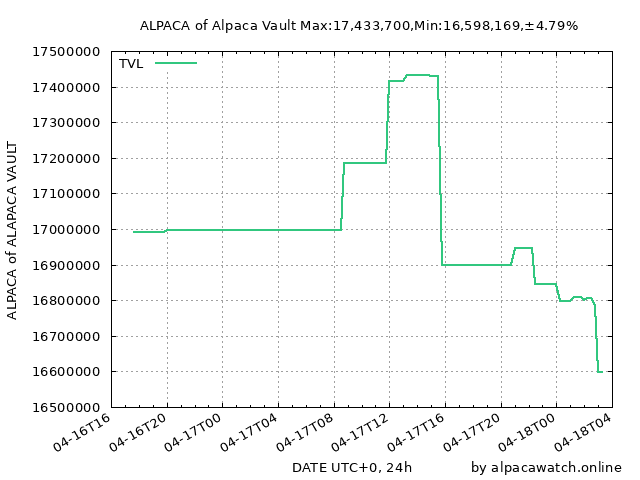 ALPACA of Alpaca Vault Max:17,433,700,Min:16,598,169,±4.79%
17500000
TVL
17400000
17300000
17200000
17100000
17000000
16900000
16800000
16700000
16600000
16500000
ALPACA of ALAPACA VAULT
04-16T16
04-16T20
04-17T00
04-17T04
04-17T08
04-17T12
04-17T16
04-17T20
04-18T00
04-18T04
DATE UTC+0, 24h
by alpacawatch.online